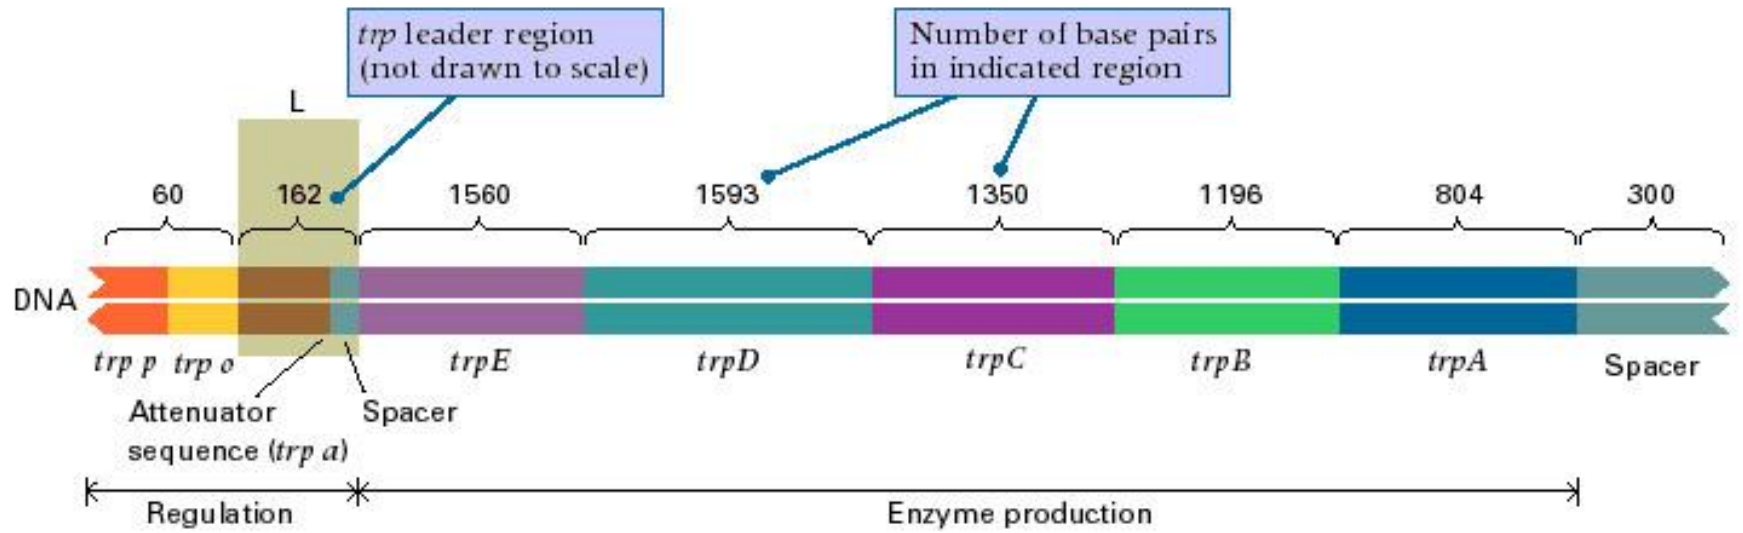 trp leader region
(not drawn to scale)
Number of base pairs
in indicated region
L
60
162
1560
1593
1350
1196
804
300
DNA
trp p
trp o
trpE
trpD
trpC
trpB
trpA
Spacer
Attenuator
sequence (trp a)
Spacer
Regulation
Enzyme production